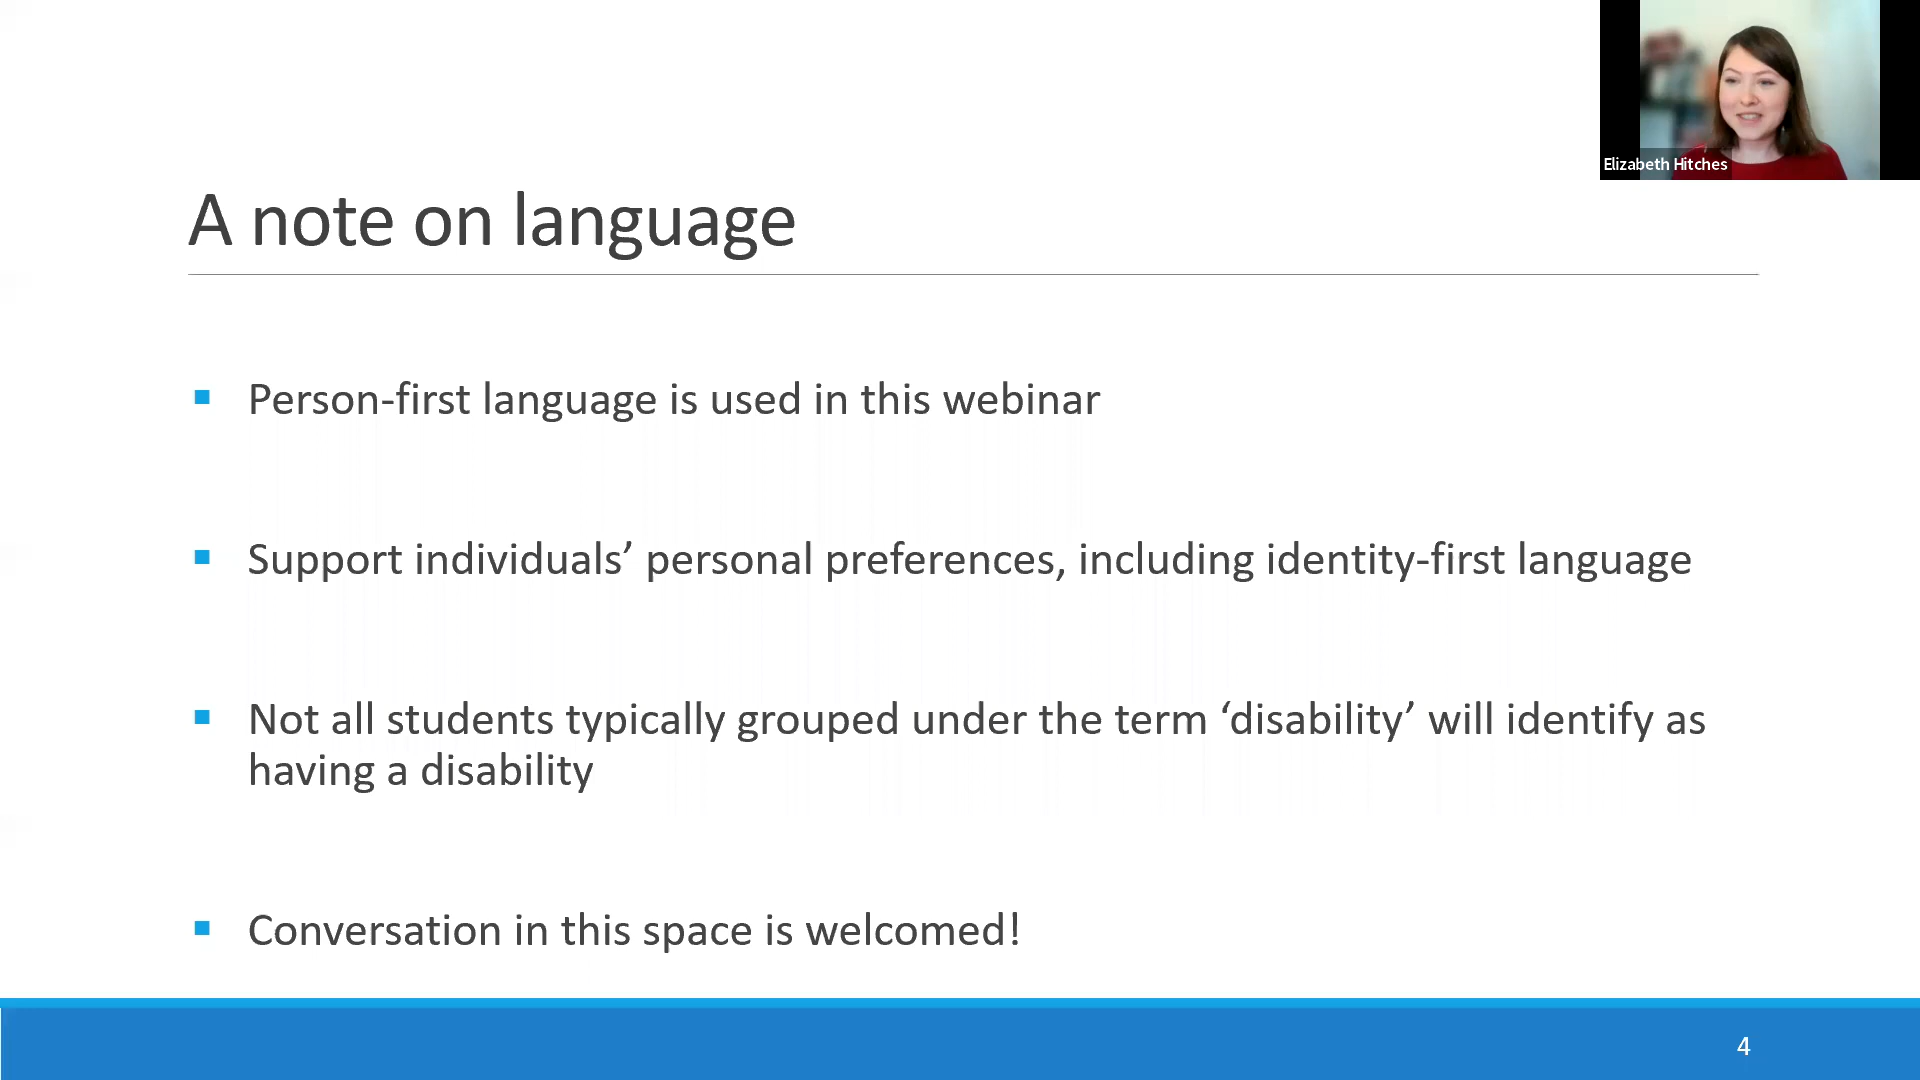 Elizabeth Hitches
A note on language
Person-first language is used in this webinar
Support individuals’ personal preferences, including identity-first language
Not all students typically grouped under the term ‘disability’ will identify as
having a disability
Conversation in this space is welcomed!
4